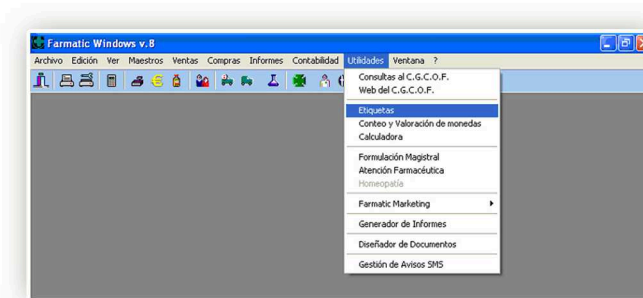 Farmatic Windows v.8
Archivo Edición Ver Maestros Ventas Compras Informes Contabilidad Utilidades Ventana ?
Consultas al C.G.C.O.F.
Web del C.G.C.O.F.
Etiquetas
Conteo y Valoración de monedas
Calculadora
Formulación Magistral
Atención Farmacéutica
Homeopatía
Farmatic Marketing
Generador de Informes
Diseñador de Documentos
Gestión de Avisos SMS